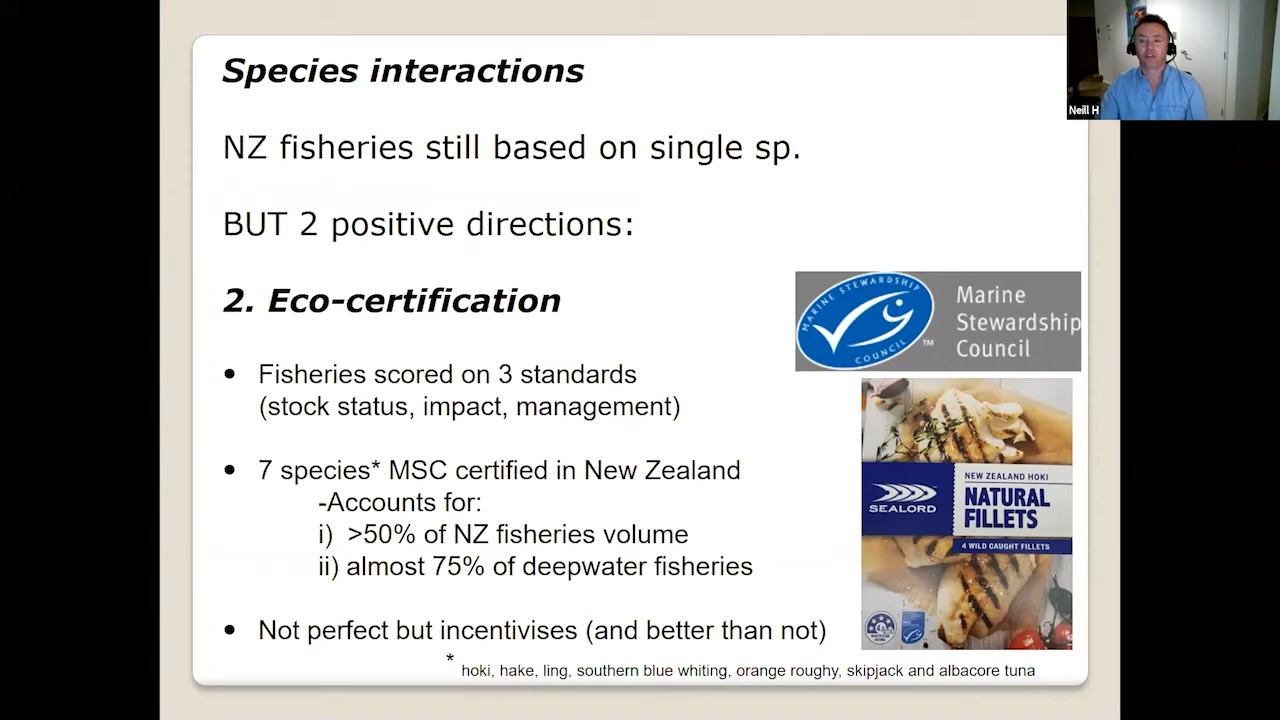 Species interactions
Neill H
NZ fisheries still based on single sp.
BUT 2 positive directions:
2. Eco-certification
MARINE STEWARDSHIP COUNCIL
TM
Marine
Stewardship
Council
• Fisheries scored on 3 standards
(stock status, impact, management)
• 7 species* MSC certified in New Zealand
-Accounts for:
i) >50% of NZ fisheries volume
ii) almost 75% of deepwater fisheries
SEALORD
NEW ZEALAND HOKI
NATURAL
FILLETS
4 WILD CAUGHT FILLETS
• Not perfect but incentivises (and better than not)
* hoki, hake, ling, southern blue whiting, orange roughy, skipjack and albacore tuna